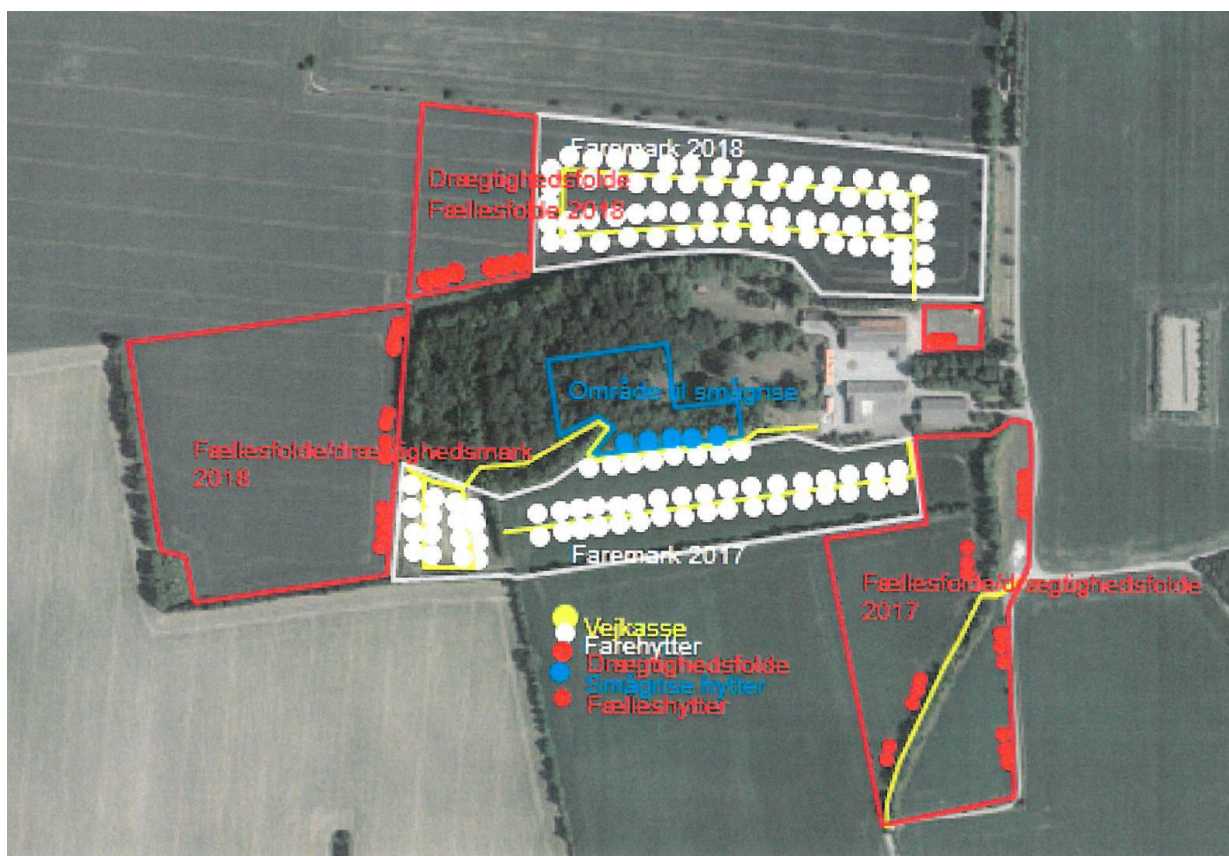 Faremark 2018
Drægtighedsfolde
Fællesfolde 2018
Område til smågrise
Fællesfolde/drægtighedsmark
2018
Faremark 2017
Fællesfolde/drægtighedsfolde
2017
Vejkasse
Farehytter
Drægtighedsfolde
Smågrise hytter
Fælleshytter